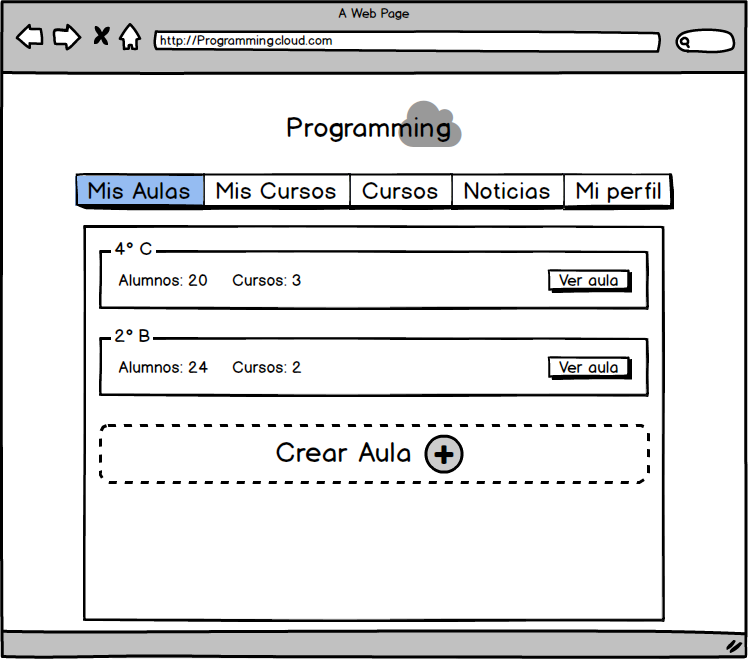 A Web Page
http://Programmingcloud.com
Programming
Mis Aulas Mis Cursos Cursos Noticias Mi perfil
4° C
Alumnos: 20 Cursos: 3 Ver aula
2° B
Alumnos: 24 Cursos: 2 Ver aula
Crear Aula